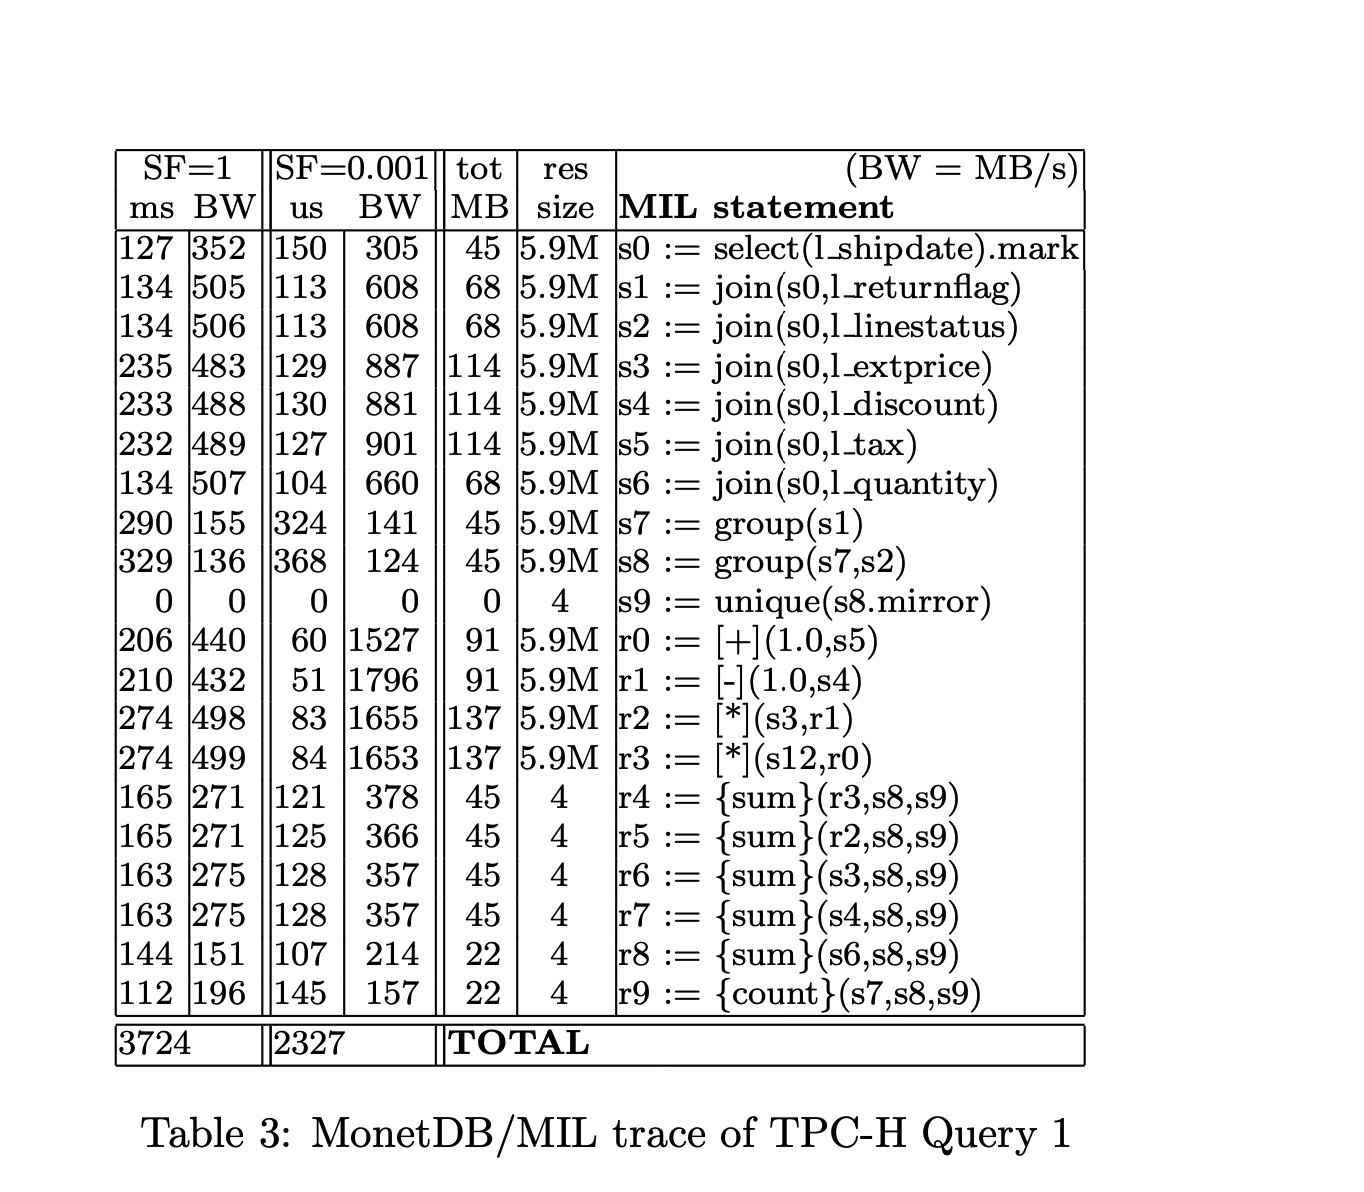 SF=1 SF=0.001 tot res (BW = MB/s)
ms BW us BW MB size MIL statement
127 352 150 305 45 5.9M s0 := select(l_shipdate).mark
134 505 113 608 68 5.9M s1 := join(s0,l_returnflag)
134 506 113 608 68 5.9M s2 := join(s0,l_linestatus)
235 483 129 887 114 5.9M s3 := join(s0,l_extprice)
233 488 130 881 114 5.9M s4 := join(s0,l_discount)
232 489 127 901 114 5.9M s5 := join(s0,l_tax)
134 507 104 660 68 5.9M s6 := join(s0,l_quantity)
290 155 324 141 45 5.9M s7 := group(s1)
329 136 368 124 45 5.9M s8 := group(s7,s2)
0 0 0 0 0 4 s9 := unique(s8.mirror)
206 440 60 1527 91 5.9M r0 := [+](1.0,s5)
210 432 51 1796 91 5.9M r1 := [-](1.0,s4)
274 498 83 1655 137 5.9M r2 := [*](s3,r1)
274 499 84 1653 137 5.9M r3 := [*](s12,r0)
165 271 121 378 45 4 r4 := {sum}(r3,s8,s9)
165 271 125 366 45 4 r5 := {sum}(r2,s8,s9)
163 275 128 357 45 4 r6 := {sum}(s3,s8,s9)
163 275 128 357 45 4 r7 := {sum}(s4,s8,s9)
144 151 107 214 22 4 r8 := {sum}(s6,s8,s9)
112 196 145 157 22 4 r9 := {count}(s7,s8,s9)
3724 2327 TOTAL
Table 3: MonetDB/MIL trace of TPC-H Query 1